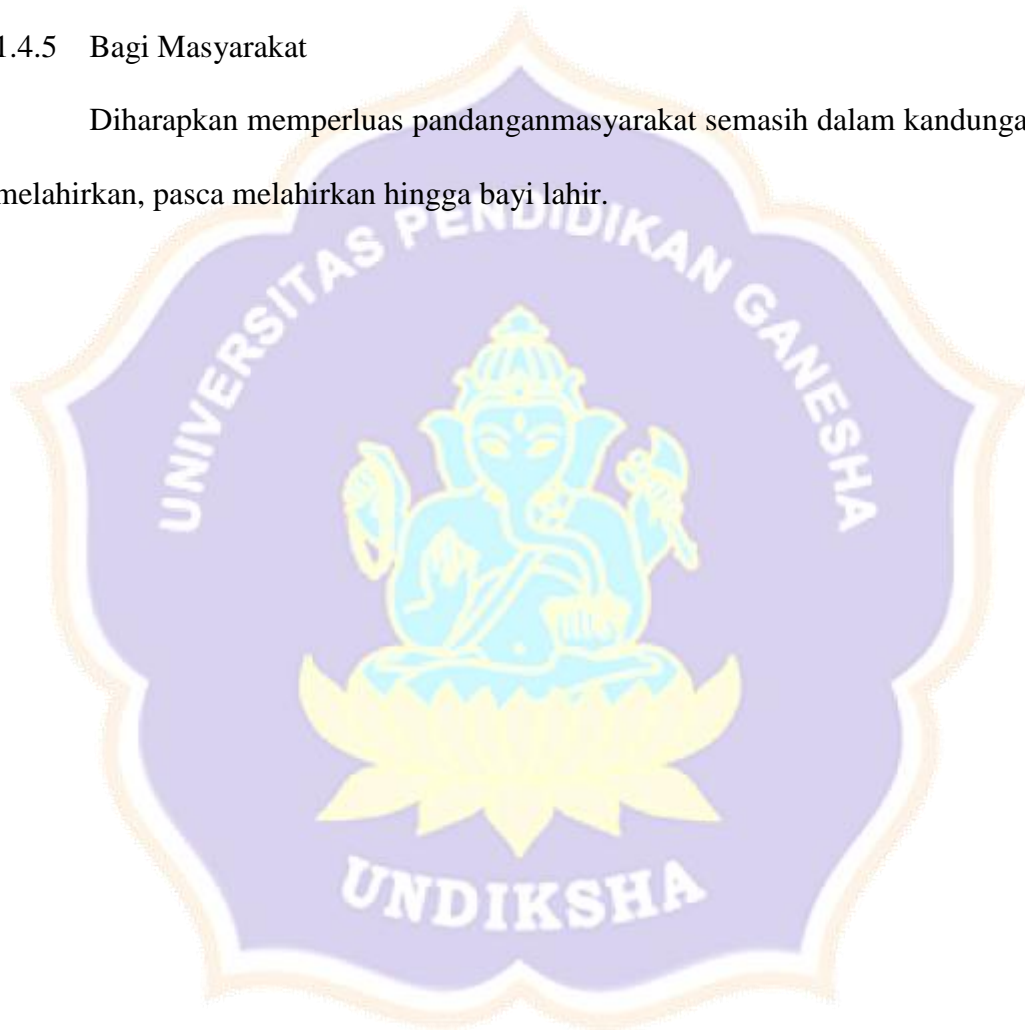 1.4.5 Bagi Masyarakat
Diharapkan memperluas pandanganmasyarakat semasih dalam
melahirkan, pasca melahirkan hingga bayi lahir.
UNIVERSITAS PENDIDIKAN GANESHA
UNDIKSHA